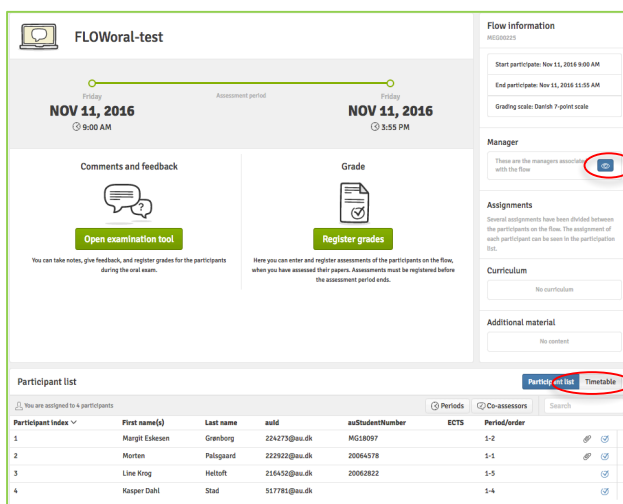 FLOWoral-test
Friday
NOV 11, 2016
9:00 AM
Assessment period
Friday
NOV 11, 2016
3:55 PM
Comments and feedback
Open examination tool
You can take notes, give feedback, and register grades for the participants
during the oral exam.
Grade
Register grades
Here you can enter and register assessments of the participants on the flow,
when you have assessed their papers. Assessments must be registered before
the assessment period ends.
Flow information
MEG00225
Start participate: Nov 11, 2016 9:00 AM
End participate: Nov 11, 2016 11:55 AM
Grading scale: Danish 7-point scale
Manager
These are the managers associated
with the flow
Assignments
Several assignments have been divided between
the participants on the flow. The assignment of
each participant can be seen in the participation
list.
Curriculum
No curriculum
Additional material
No content
Participant list
Participant list Timetable
You are assigned to 4 participants
Periods Co-assessors Search
Participant index First name(s) Last name auId auStudentNumber ECTS Period/order
1 Margit Eskesen Grønborg 224273@au.dk MG18097 1-2
2 Morten Palsgaard 222922@au.dk 20064578 1-1
3 Line Krog Heltoft 216452@au.dk 20062822 1-5
4 Kasper Dahl Stad 517781@au.dk 1-4